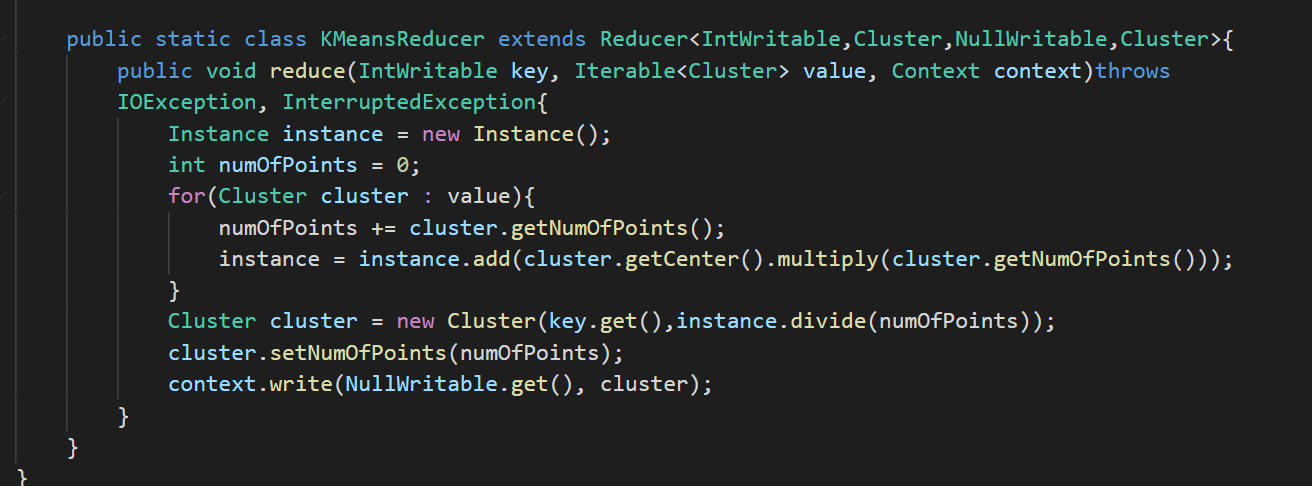 public static class KMeansReducer extends Reducer<IntWritable,Cluster,NullWritable,Cluster>{
public void reduce(IntWritable key, Iterable<Cluster> value, Context context)throws
IOException, InterruptedException{
Instance instance = new Instance();
int numOfPoints = 0;
for(Cluster cluster : value){
numOfPoints += cluster.getNumOfPoints();
instance = instance.add(cluster.getCenter().multiply(cluster.getNumOfPoints()));
}
Cluster cluster = new Cluster(key.get(),instance.divide(numOfPoints));
cluster.setNumOfPoints(numOfPoints);
context.write(NullWritable.get(), cluster);
}
}
}